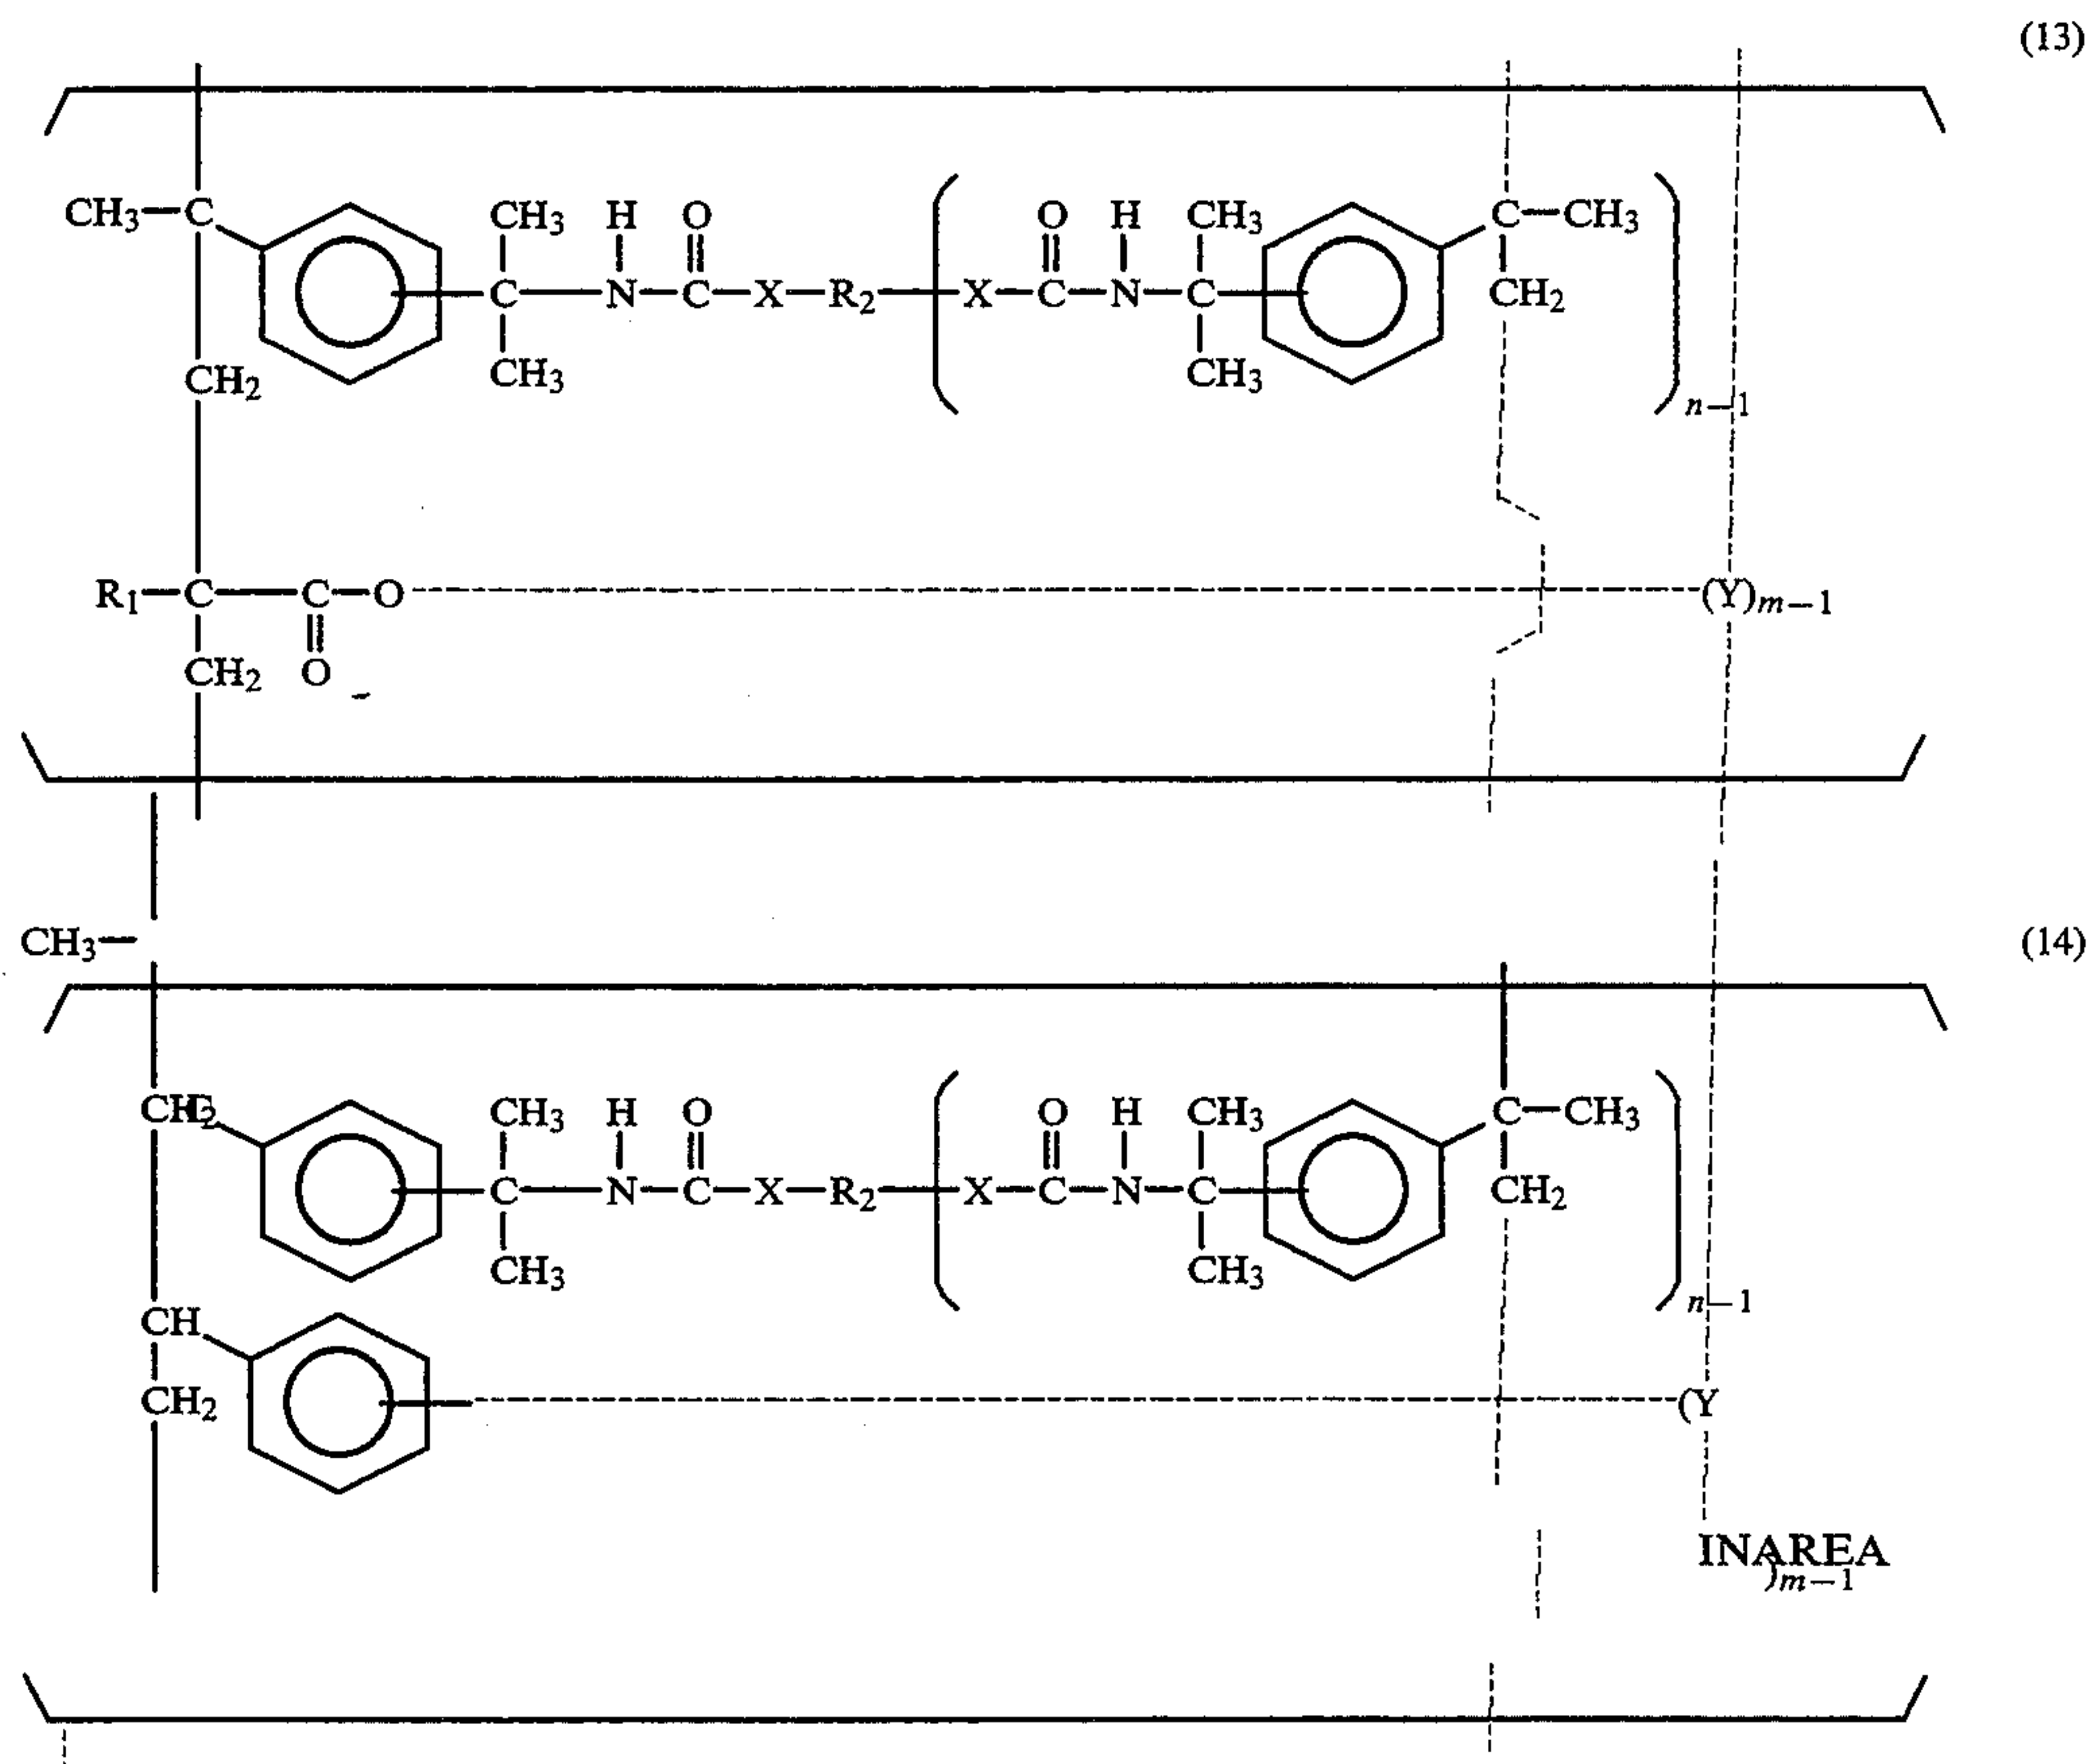 (13)
CH3 H O O H CH3
CH3—C C—CH3
C—N—C—X—R2—X—C—N—C CH2
CH3 CH3
CH2 n—1
R1—C—C—O (Y)m—1
CH2 O
CH3— (14)
CH3 H O O H CH3
CH2 C—CH3
C—N—C—X—R2—X—C—N—C CH2
CH3 CH3
n—1
CH
CH2 (Y
INAREA
)m—1